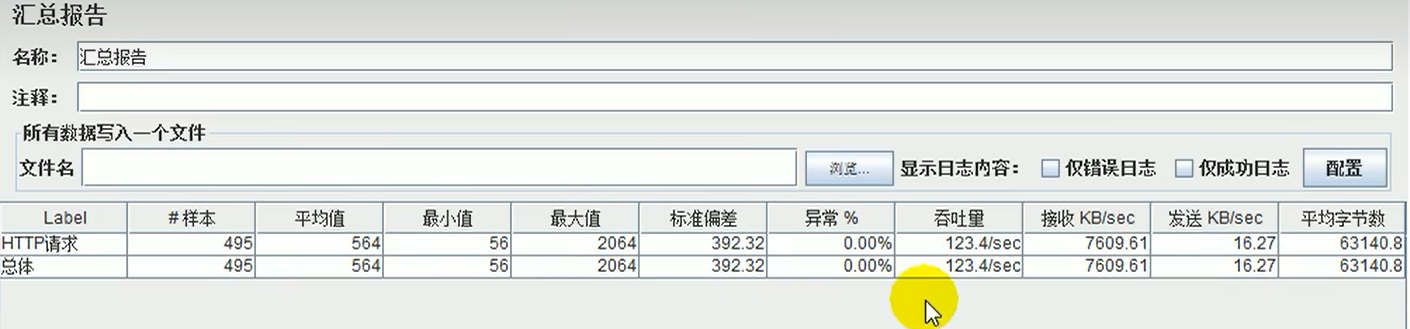 汇总报告
名称： 汇总报告
注释：
所有数据写入一个文件
文件名 浏览... 显示日志内容： 仅错误日志 仅成功日志 配置
Label # 样本 平均值 最小值 最大值 标准偏差 异常 % 吞吐量 接收 KB/sec 发送 KB/sec 平均字节数
HTTP请求 495 564 56 2064 392.32 0.00% 123.4/sec 7609.61 16.27 63140.8
总体 495 564 56 2064 392.32 0.00% 123.4/sec 7609.61 16.27 63140.8